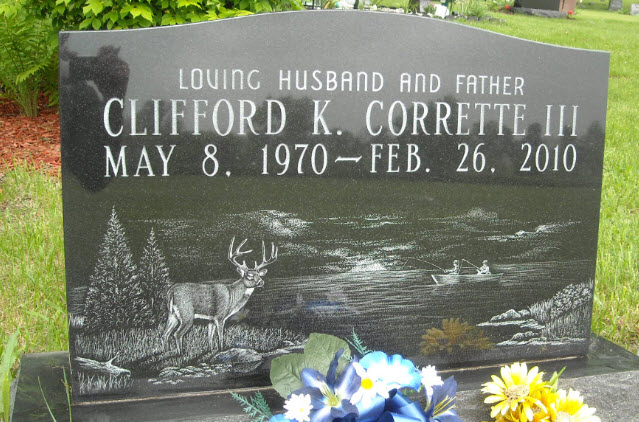 LOVING HUSBAND AND FATHER
CLIFFORD K. CORRETTE III
MAY 8, 1970 — FEB. 26, 2010